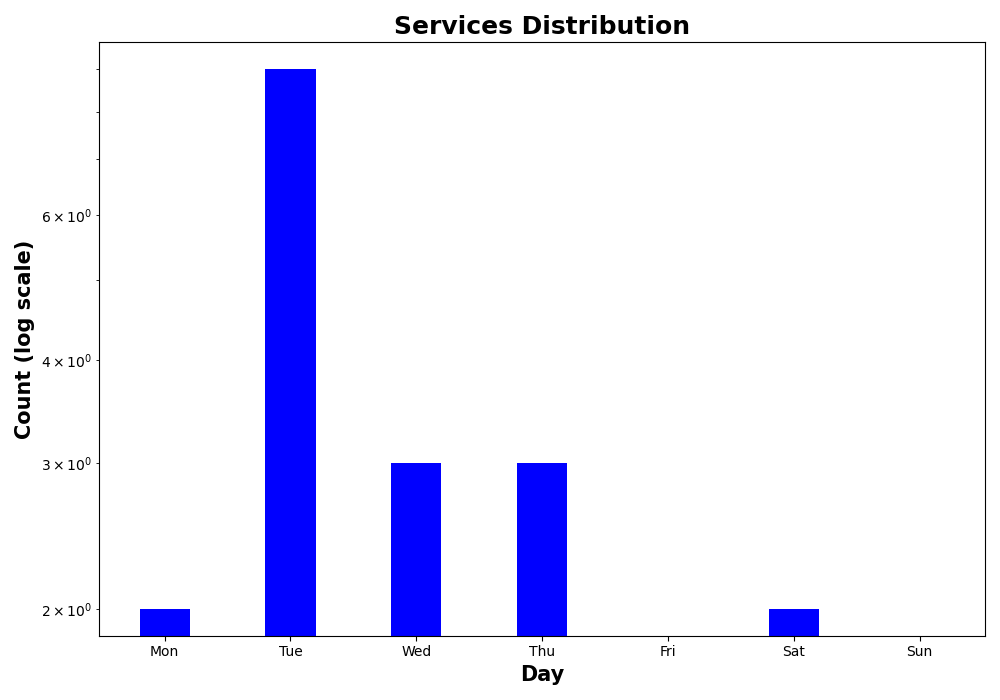 Services Distribution
6 × 10⁰
4 × 10⁰
3 × 10⁰
2 × 10⁰
Count (log scale)
Mon Tue Wed Thu Fri Sat Sun
Day